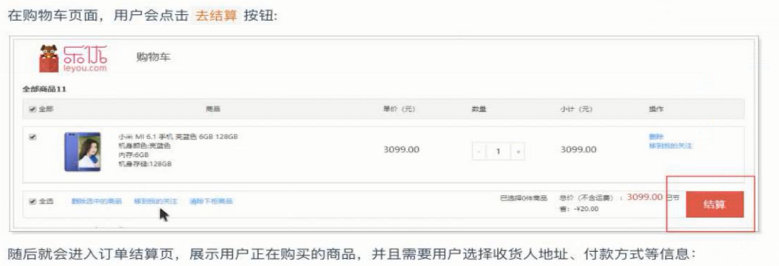 在购物车页面，用户会点击 去结算 按钮：
乐优
leyou.com
购物车
全部商品11
全部 商品 单价（元） 数量 小计（元） 操作
小米 MI 6.1 手机 亮蓝色 6GB 128GB
机身颜色:亮蓝色
内存:6GB
机身存储:128GB
3099.00 - 1 + 3099.00
删除
移到我的关注
全选 删除选中的商品 移到我的关注 清除下柜商品
已选择0件商品 总价（不含运费）：3099.00 已节
省：-¥20.00
结算
随后就会进入订单结算页，展示用户正在购买的商品，并且需要用户选择收货人地址、付款方式等信息：